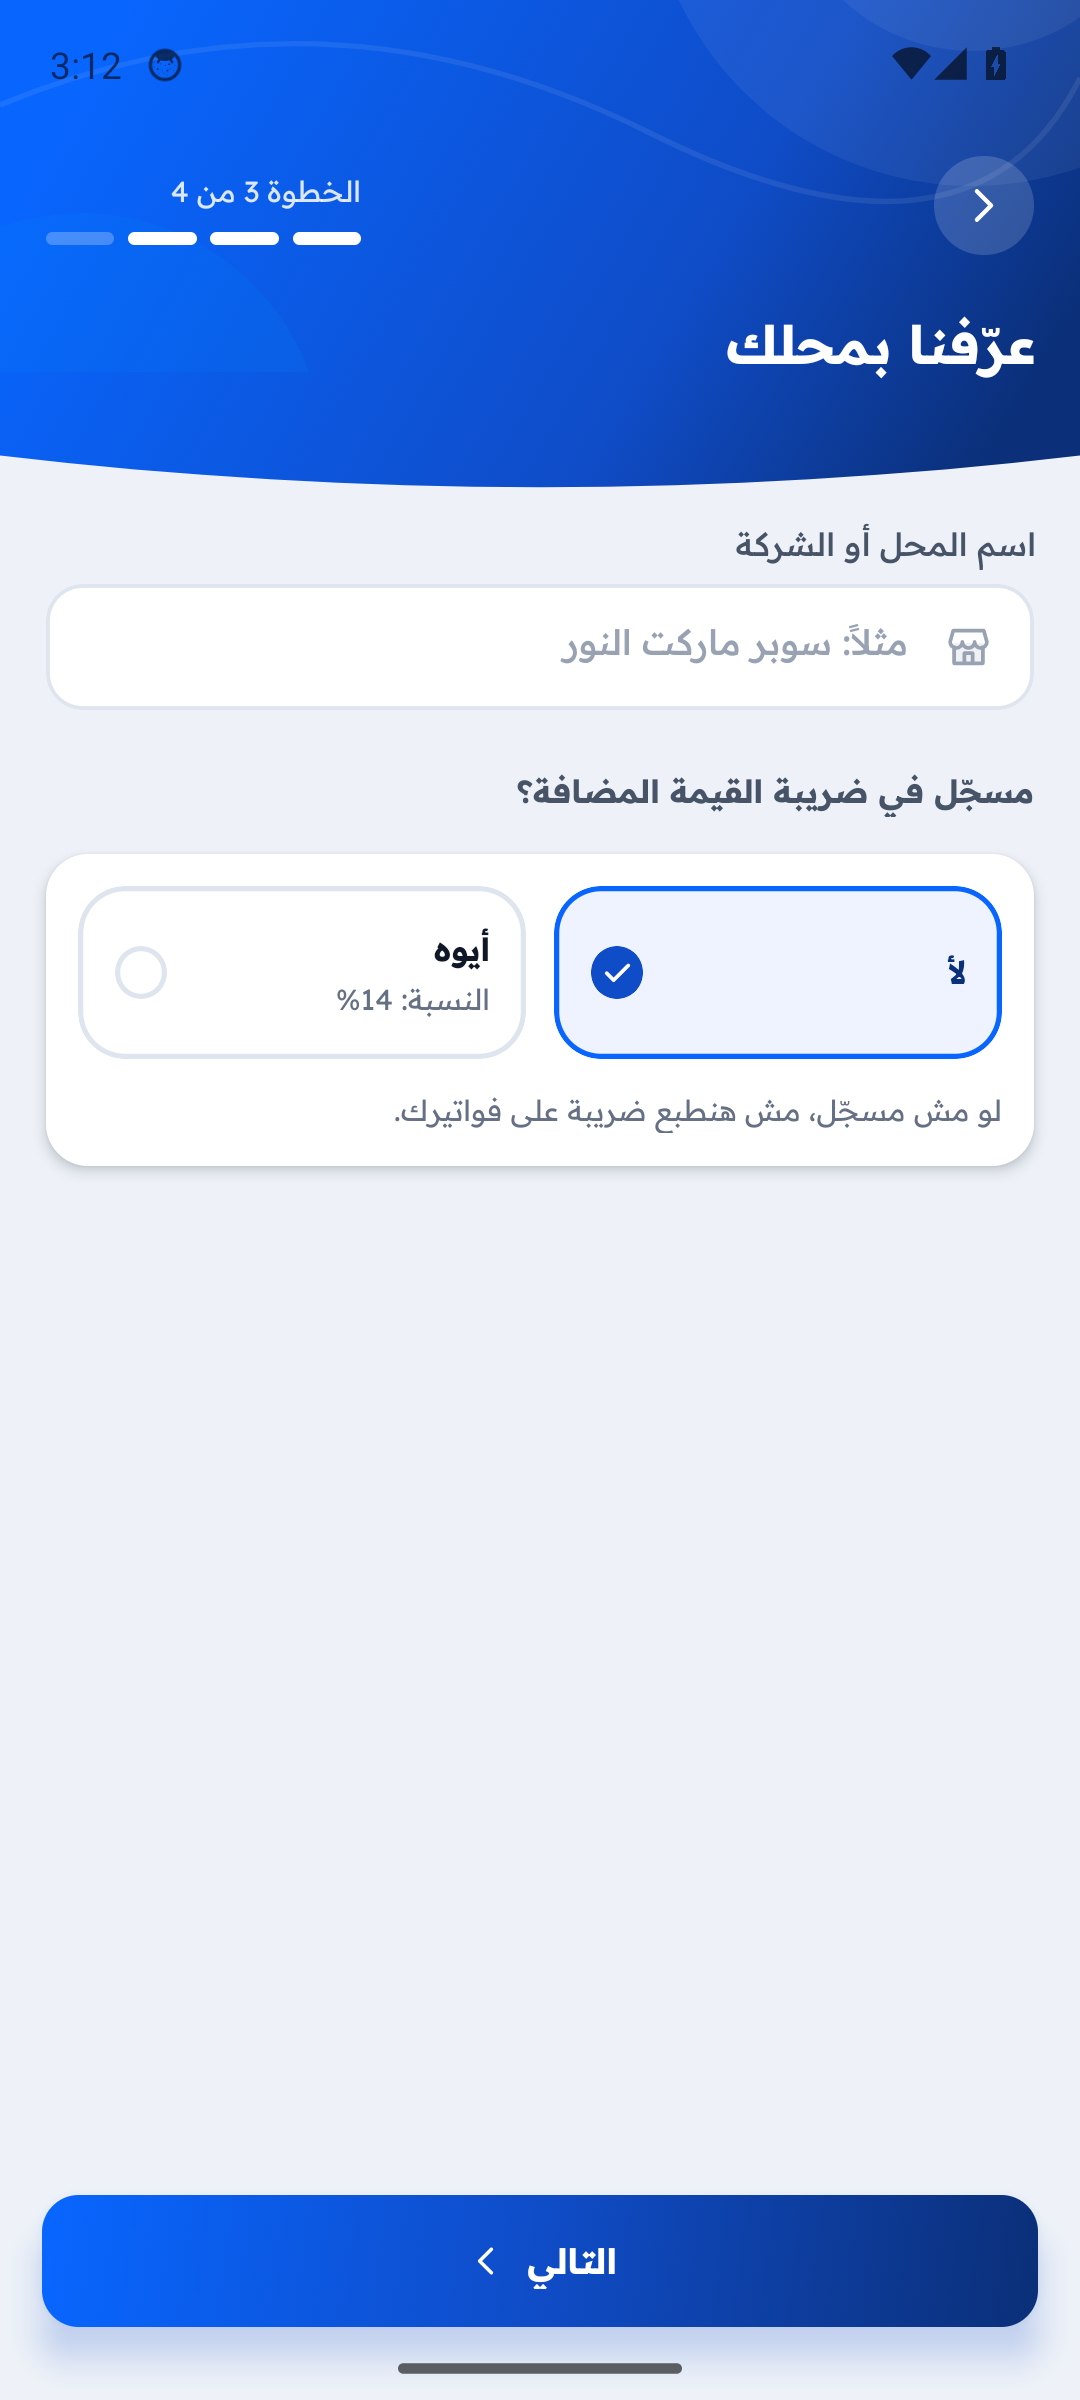 3:12
الخطوة 3 من 4
عرّفنا بمحلك
اسم المحل أو الشركة
مثلاً: سوبر ماركت النور
مسجّل في ضريبة القيمة المضافة؟
لأ
أيوه
النسبة: 14%
لو مش مسجّل، مش هنطبع ضريبة على فواتيرك.
التالي